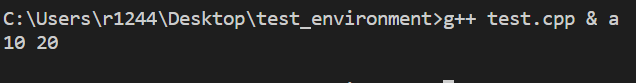 C:\Users\r1244\Desktop\test_environment>g++ test.cpp & a
10 20